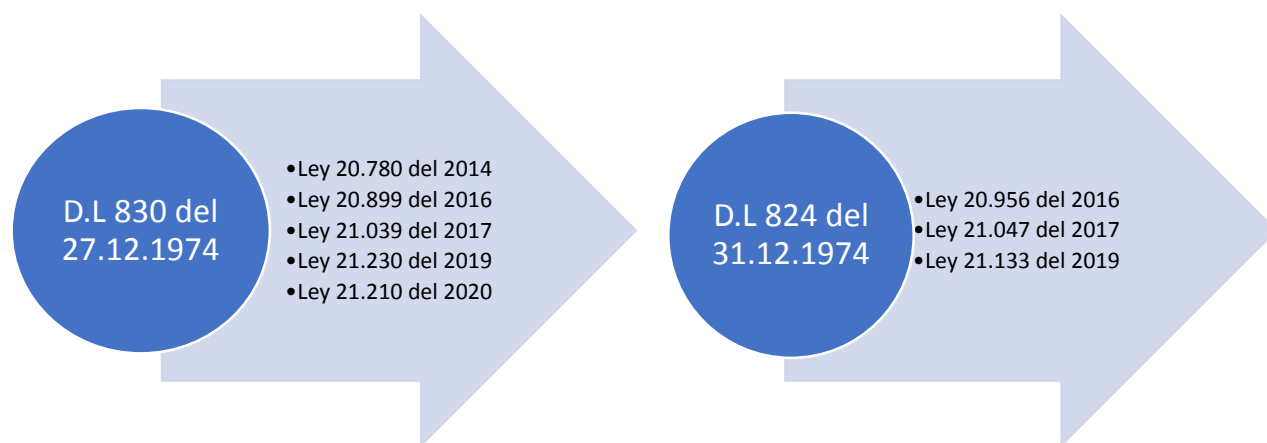 D.L 830 del
27.12.1974
•Ley 20.780 del 2014
•Ley 20.899 del 2016
•Ley 21.039 del 2017
•Ley 21.230 del 2019
•Ley 21.210 del 2020
D.L 824 del
31.12.1974
•Ley 20.956 del 2016
•Ley 21.047 del 2017
•Ley 21.133 del 2019